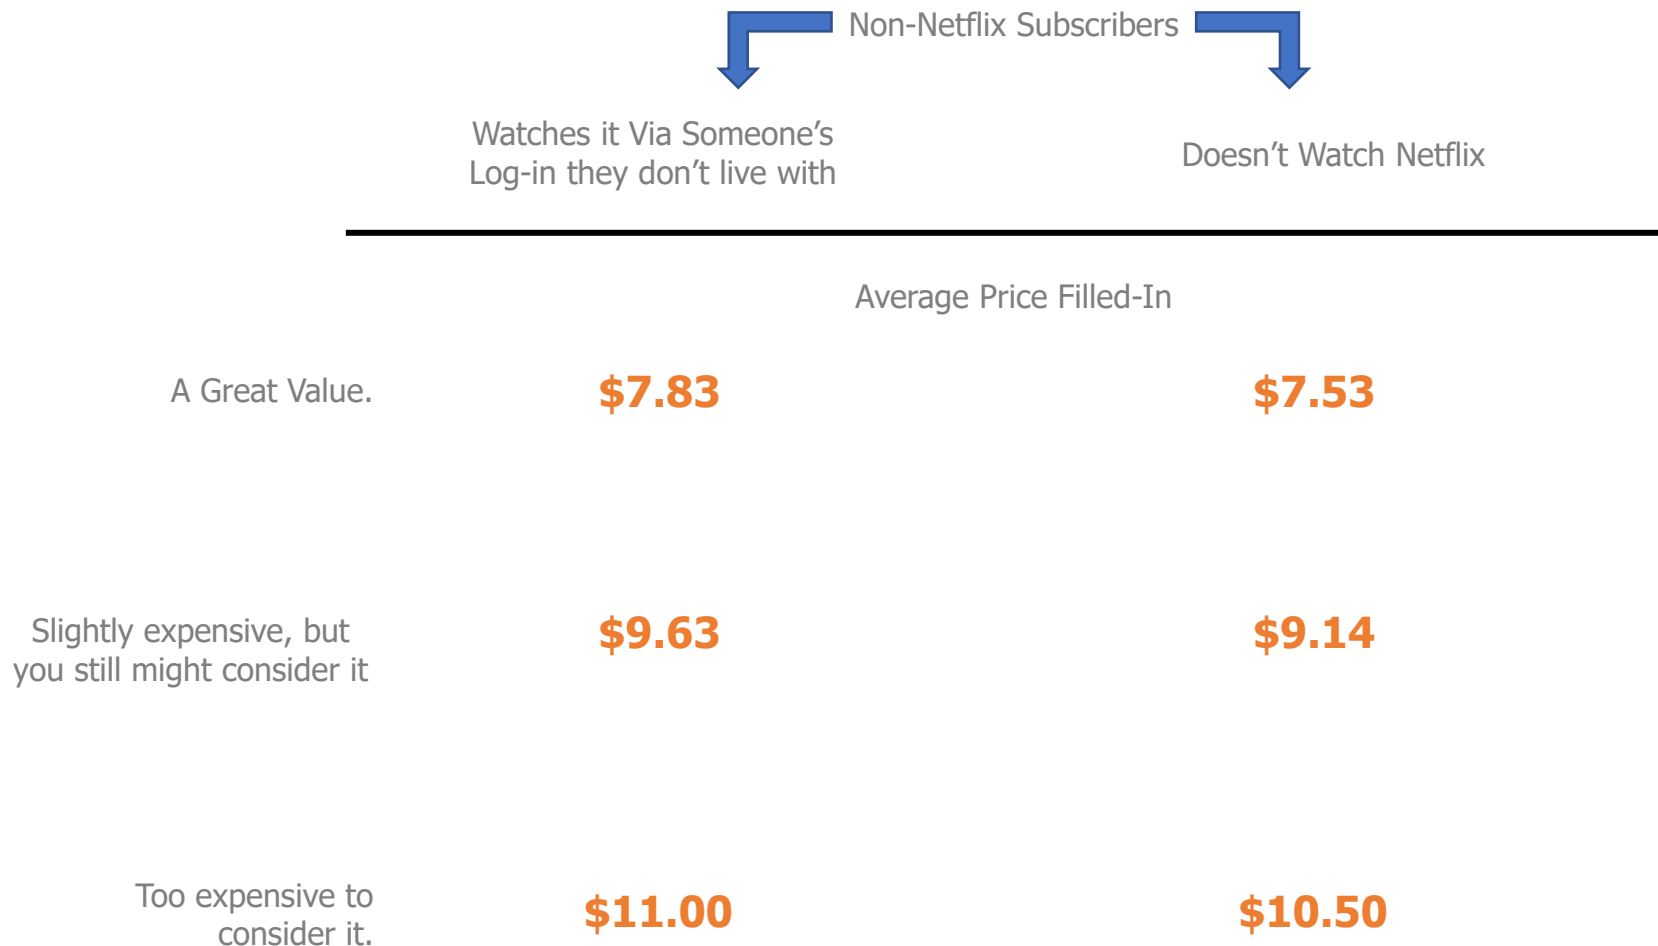 Non-Netflix Subscribers
Watches it Via Someone’s
Log-in they don’t live with
Doesn’t Watch Netflix
Average Price Filled-In
A Great Value.
$7.83
$7.53
Slightly expensive, but
you still might consider it
$9.63
$9.14
Too expensive to
consider it.
$11.00
$10.50